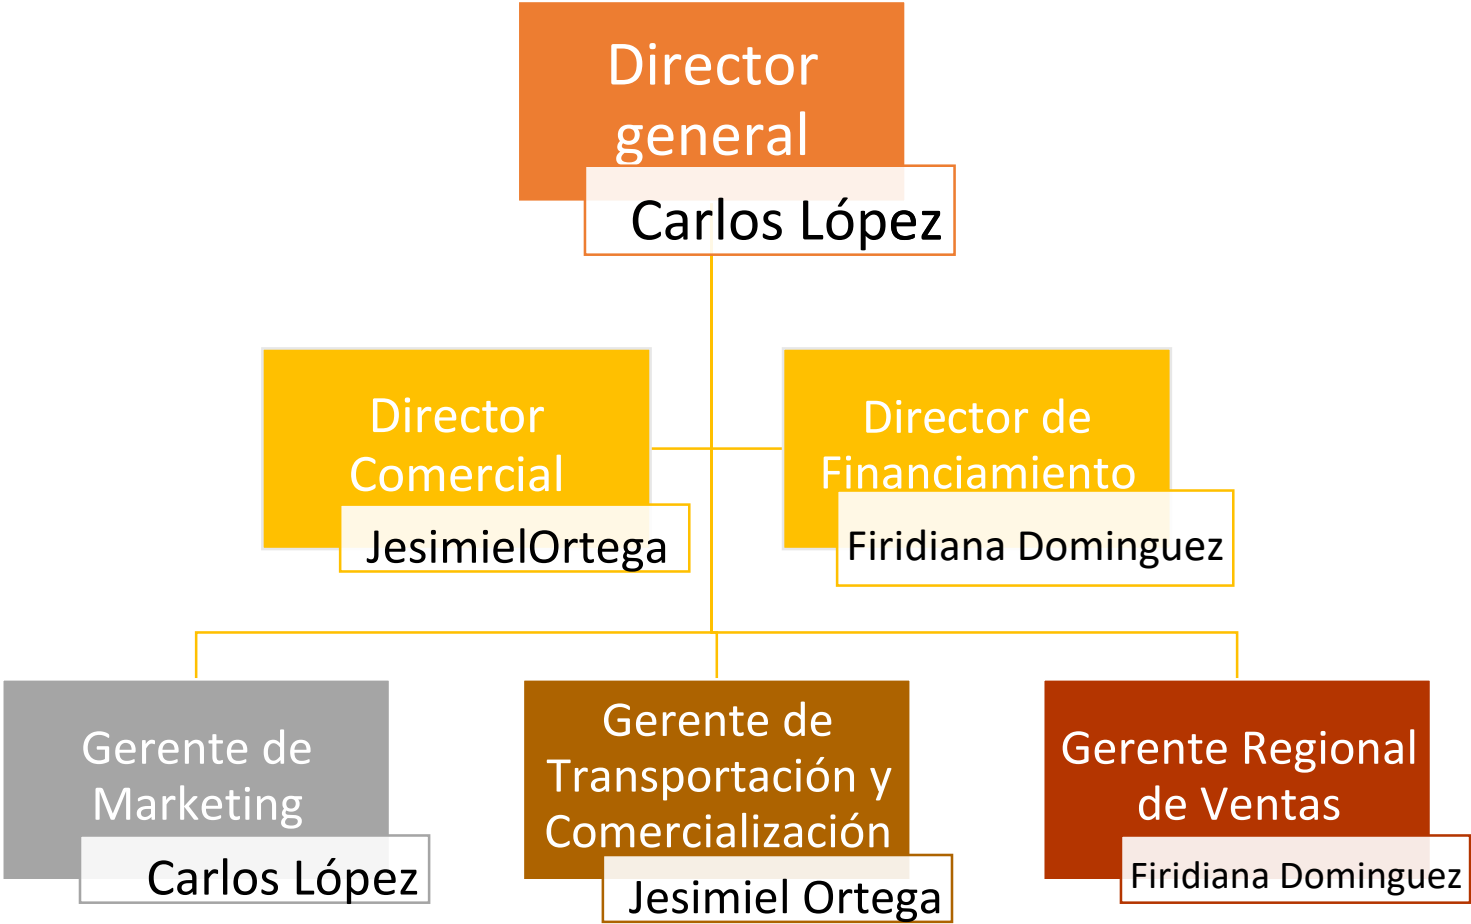 Director
general
Carlos López
Director
Comercial
JesimielOrtega
Director de
Financiamiento
Firidiana Dominguez
Gerente de
Marketing
Carlos López
Gerente de
Transportación y
Comercialización
Jesimiel Ortega
Gerente Regional
de Ventas
Firidiana Dominguez